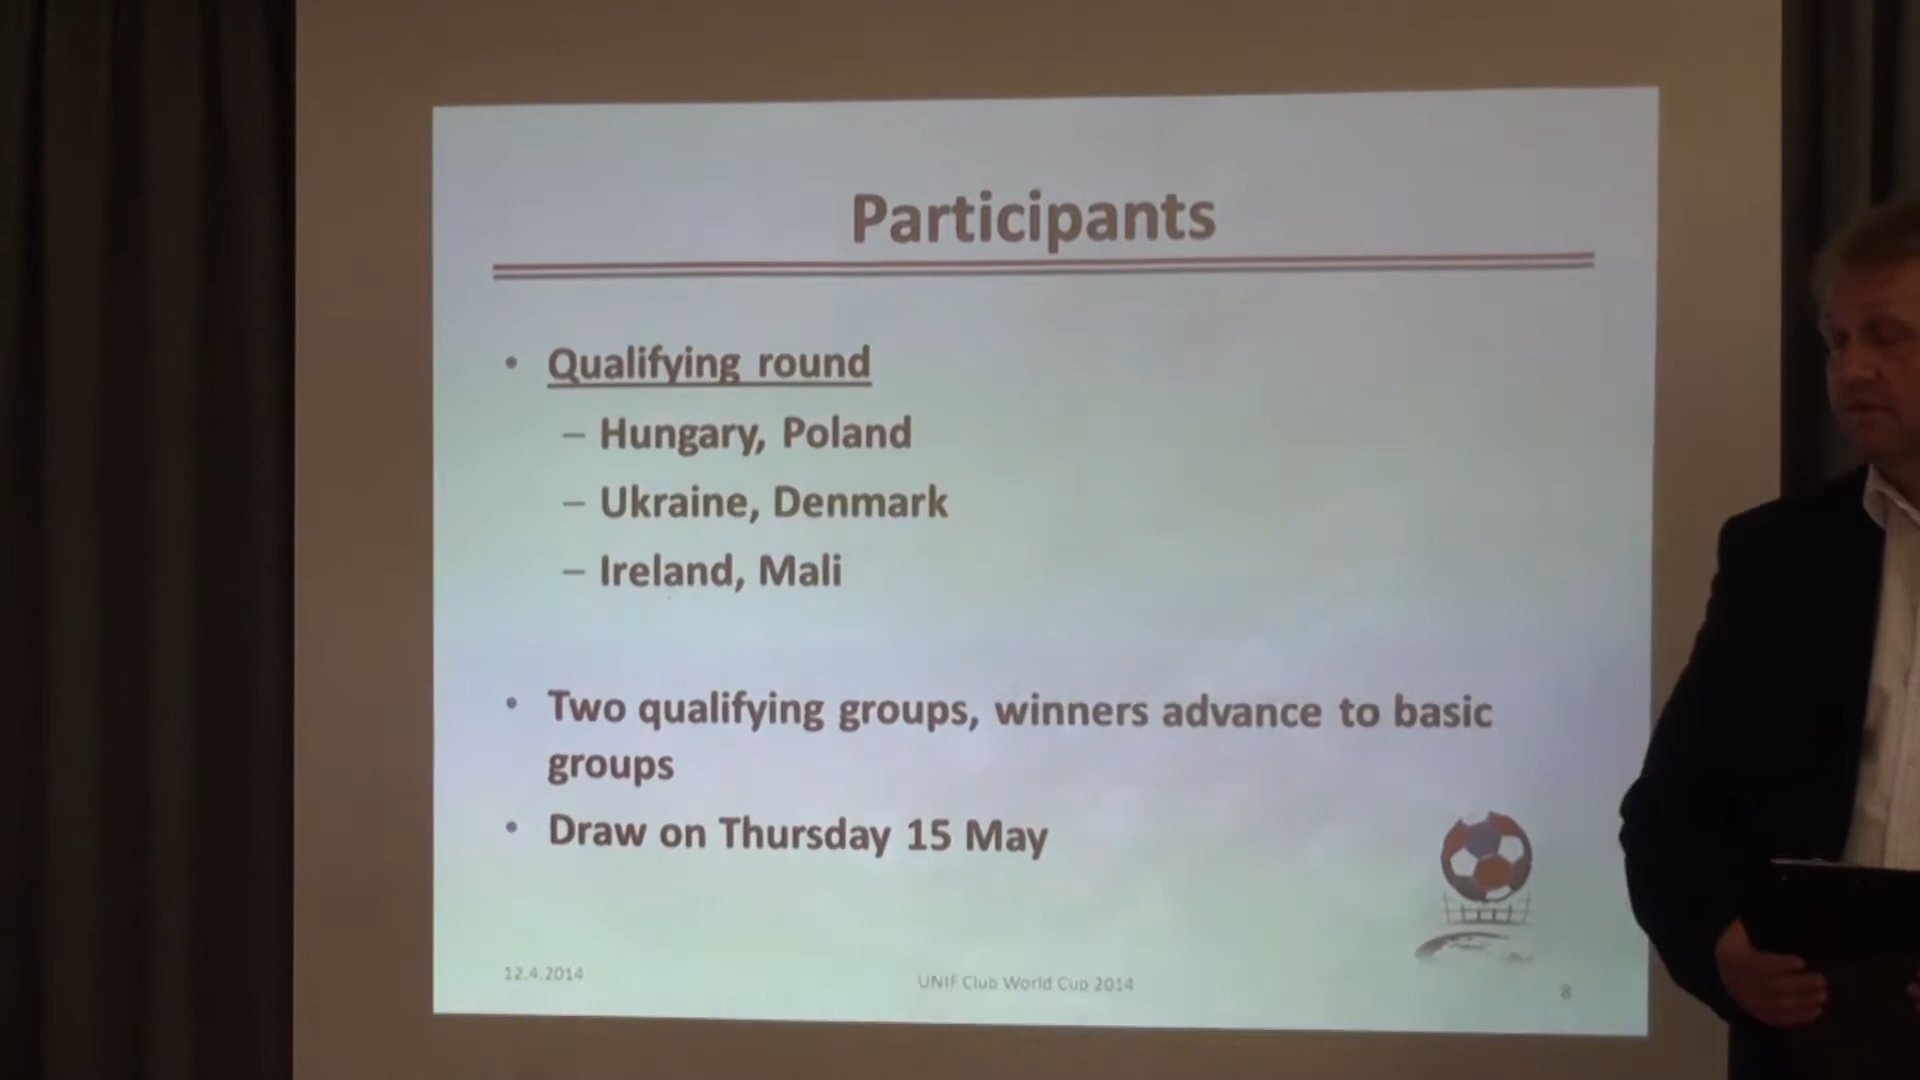 Participants
• Qualifying round
– Hungary, Poland
– Ukraine, Denmark
– Ireland, Mali
• Two qualifying groups, winners advance to basic
groups
• Draw on Thursday 15 May
12.4.2014
UNIF Club World Cup 2014
8